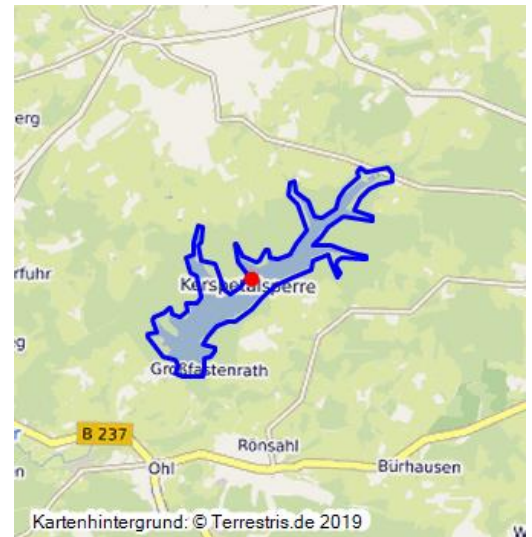 erg
rfuhr
Kerspetalsperre
g
Großfastenrath
B 237
Rönsahl
Ohl
Bürhausen
n
Kartenhintergrund: © Terrestris.de 2019
W